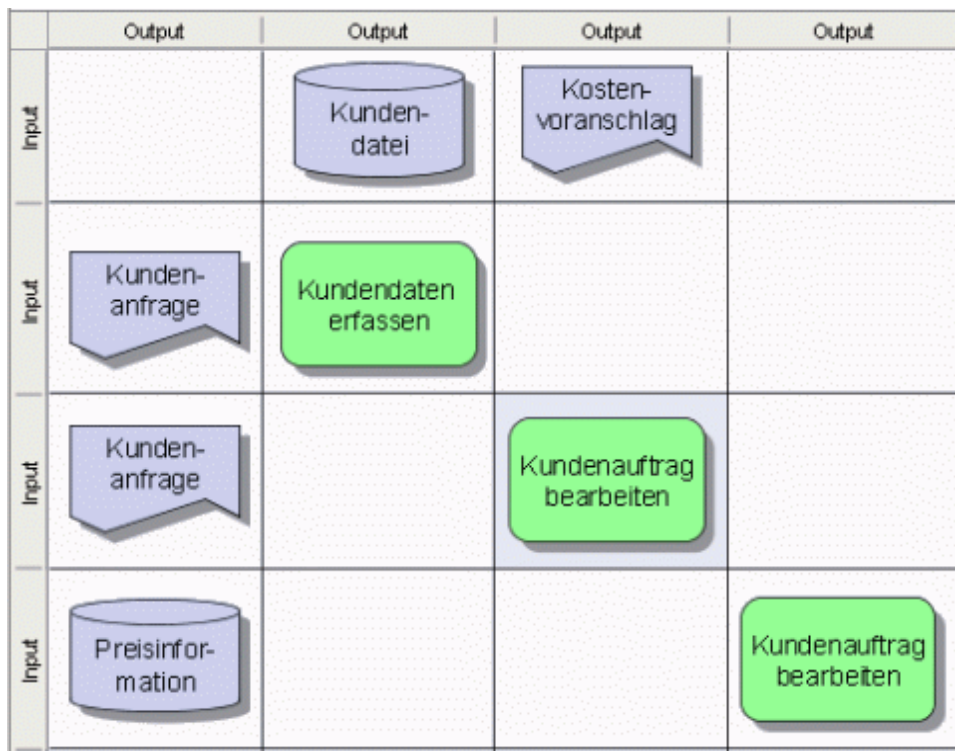 Output
Output
Output
Output
Input
Kunden-
datei
Kosten-
voranschlag
Input
Kunden-
anfrage
Kundendaten
erfassen
Input
Kunden-
anfrage
Kundenauftrag
bearbeiten
Input
Preisinfor-
mation
Kundenauftrag
bearbeiten